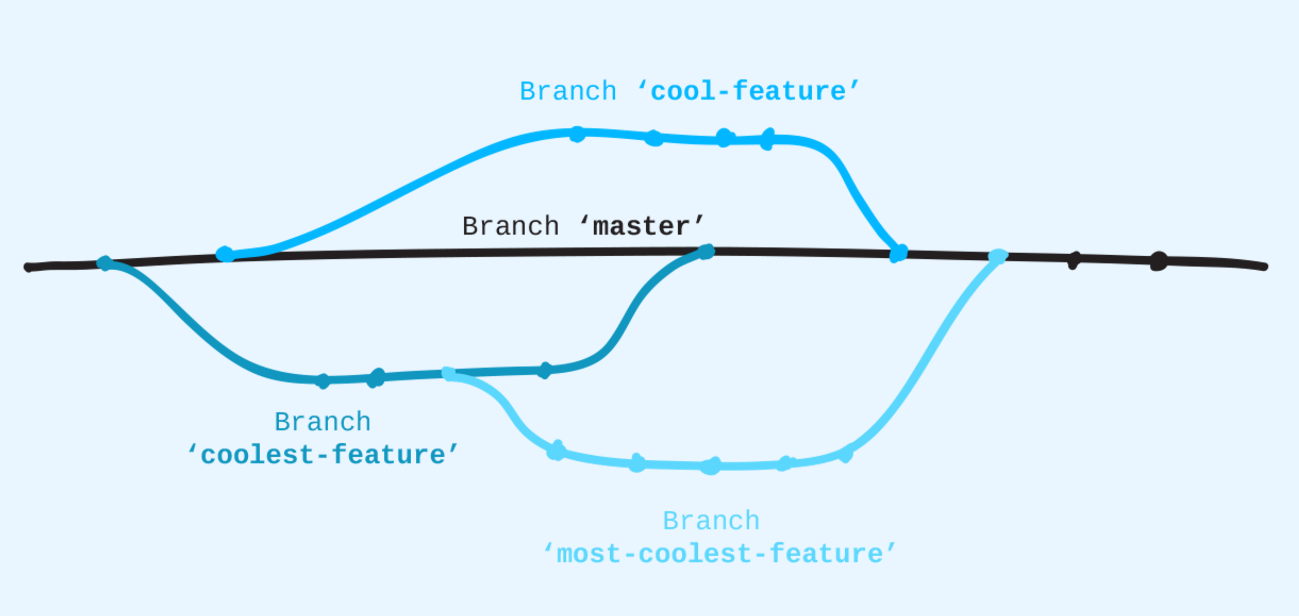 Branch ‘cool-feature’
Branch ‘master’
Branch
‘coolest-feature’
Branch
‘most-coolest-feature’